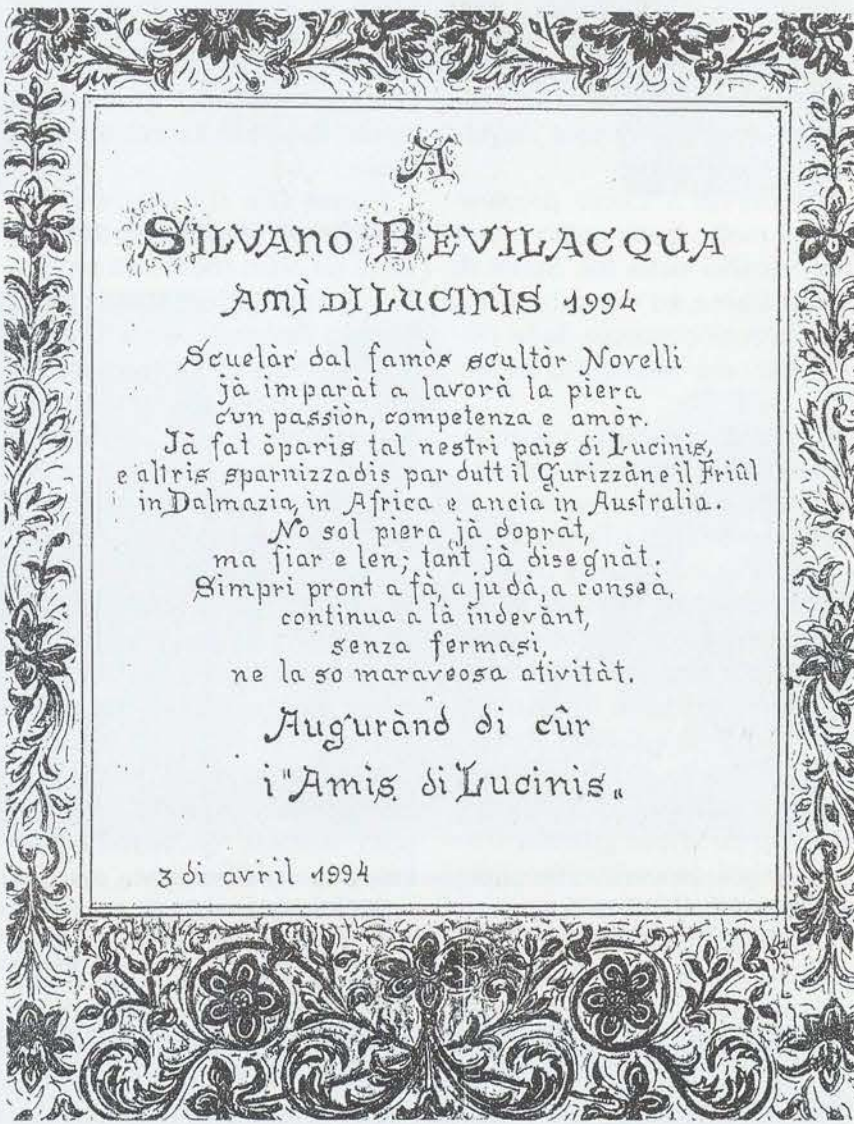 A
SILVANO BEVILACQUA
AMÌ DI LUCINIS 1994
Scuelàr dal famòs scultòr Novelli
jà imparàt a lavorà la piera
cun passiòn, competenza e amòr.
Jà fat òparis tal nestri pais di Lucinis,
e altris sparnizzadis par dutt il Gurizzàn e il Friûl
in Dalmazia, in Africa e ancia in Australia.
No sol piera jà dopràt,
ma fiar e len; tant jà disegnàt.
Simpri pront a fà, a judà, a conseà,
continua a là indevànt,
senza fermasi,
ne la so maraveosa ativitàt.
Augurànd di cûr
i "Amis di Lucinis„
3 di avril 1994